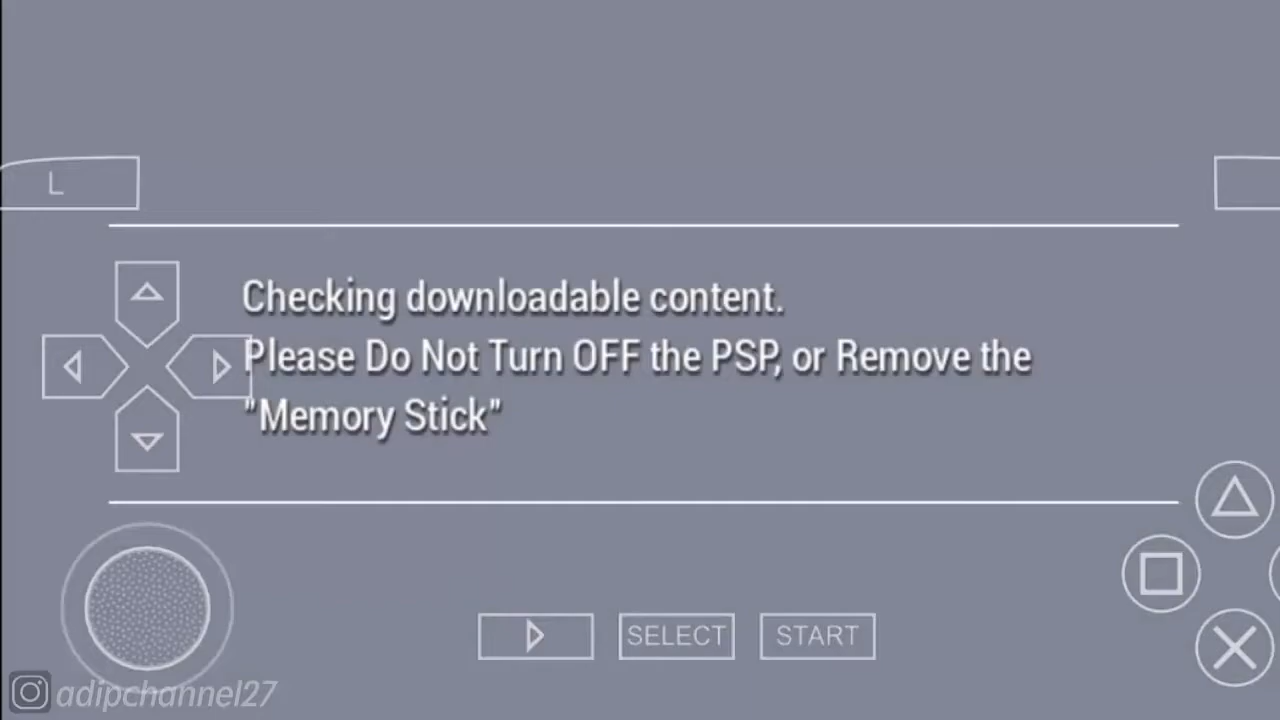 L
Checking downloadable content.
Please Do Not Turn OFF the PSP, or Remove the
"Memory Stick"
SELECT START
adipchannel27